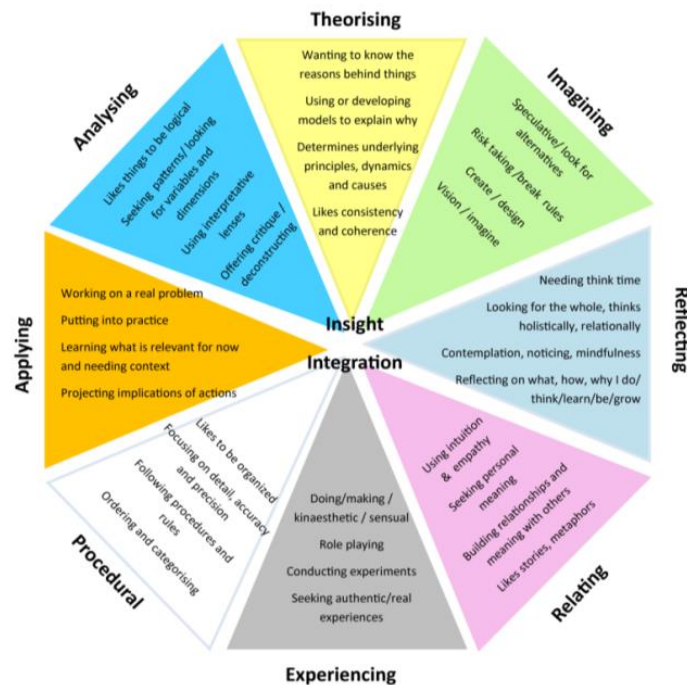 Theorising
Wanting to know the
reasons behind things
Using or developing
models to explain why
Determines underlying
principles, dynamics
and causes
Likes consistency
and coherence
Imagining
Speculative/ look for
alternatives
Risk taking /break rules
Create / design
Vision / imagine
Reflecting
Needing think time
Looking for the whole, thinks
holistically, relationally
Contemplation, noticing, mindfulness
Reflecting on what, how, why I do/
think/learn/be/grow
Relating
Using intuition
& empathy
Seeking personal
meaning
Building relationships and
meaning with others
Likes stories, metaphors
Experiencing
Doing/making /
kinaesthetic / sensual
Role playing
Conducting experiments
Seeking authentic/real
experiences
Procedural
Likes to be organized
Focusing on detail, accuracy
and precision
Following procedures and
rules
Ordering and categorising
Applying
Working on a real problem
Putting into practice
Learning what is relevant for now
and needing context
Projecting implications of actions
Analysing
Likes things to be logical
Seeking patterns/ looking
for variables and
dimensions
Using interpretative
lenses
Offering critique /
deconstructing
Insight
Integration